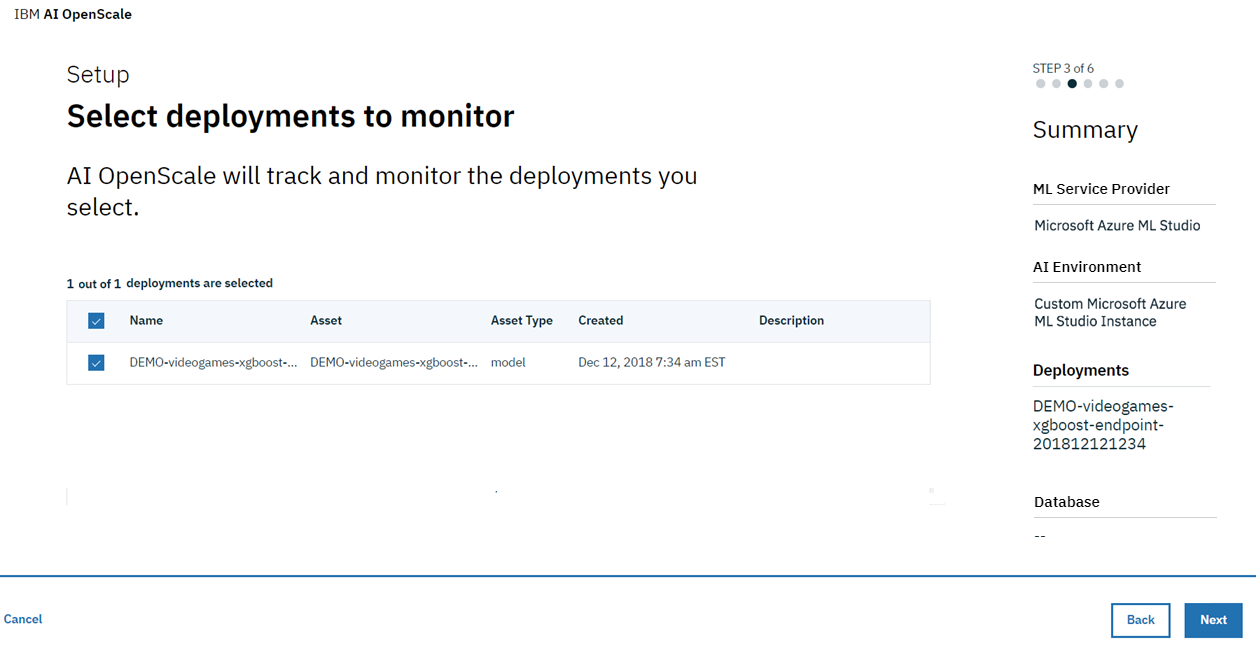 IBM AI OpenScale
Setup
Select deployments to monitor
AI OpenScale will track and monitor the deployments you
select.
1 out of 1 deployments are selected
Name Asset Asset Type Created Description
DEMO-videogames-xgboost-... DEMO-videogames-xgboost-... model Dec 12, 2018 7:34 am EST
STEP 3 of 6
Summary
ML Service Provider
Microsoft Azure ML Studio
AI Environment
Custom Microsoft Azure
ML Studio Instance
Deployments
DEMO-videogames-
xgboost-endpoint-
201812121234
Database
--
Cancel
Back
Next